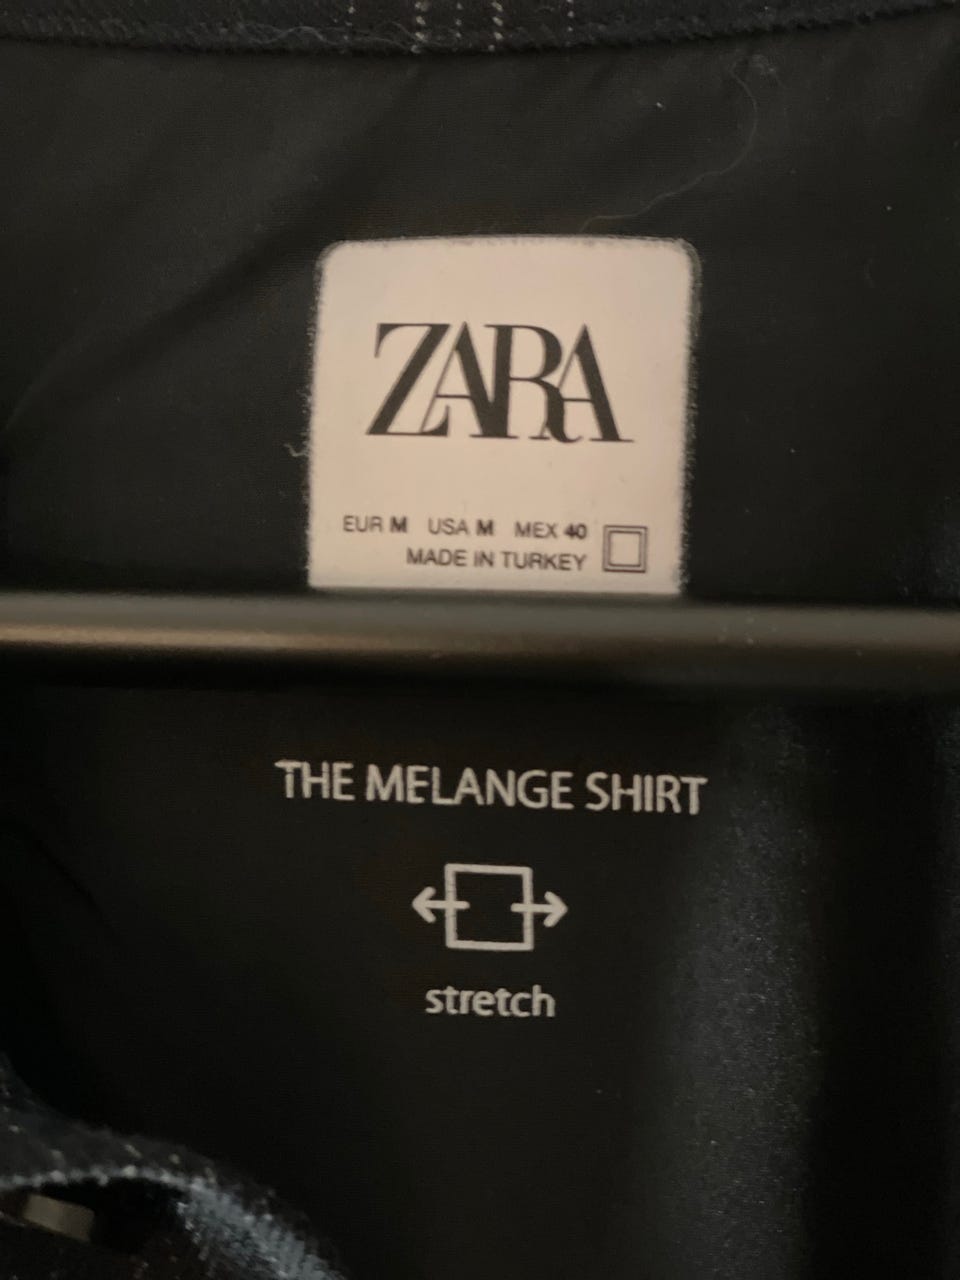 ZARA
EUR M USA M MEX 40
MADE IN TURKEY
THE MELANGE SHIRT
stretch